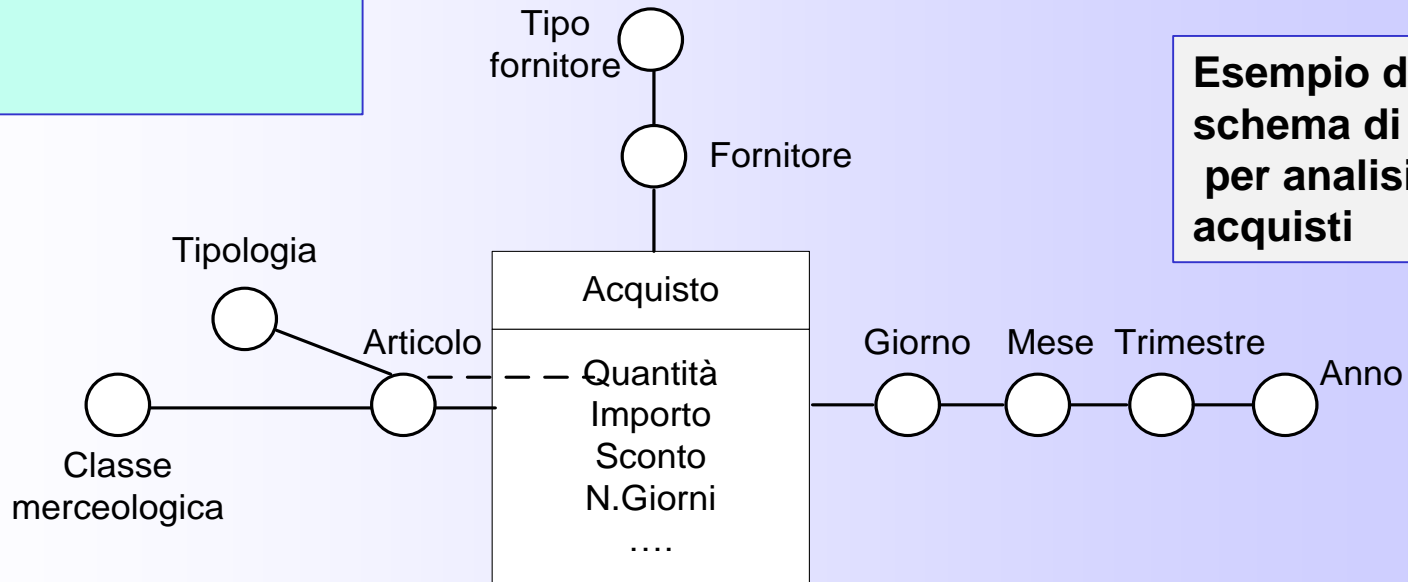 Tipo
fornitore
Esempio d
schema di
per analisi
acquisti
Fornitore
Tipologia
Acquisto
Articolo
Giorno
Mese
Trimestre
Anno
Quantità
Importo
Sconto
N.Giorni
….
Classe
merceologica